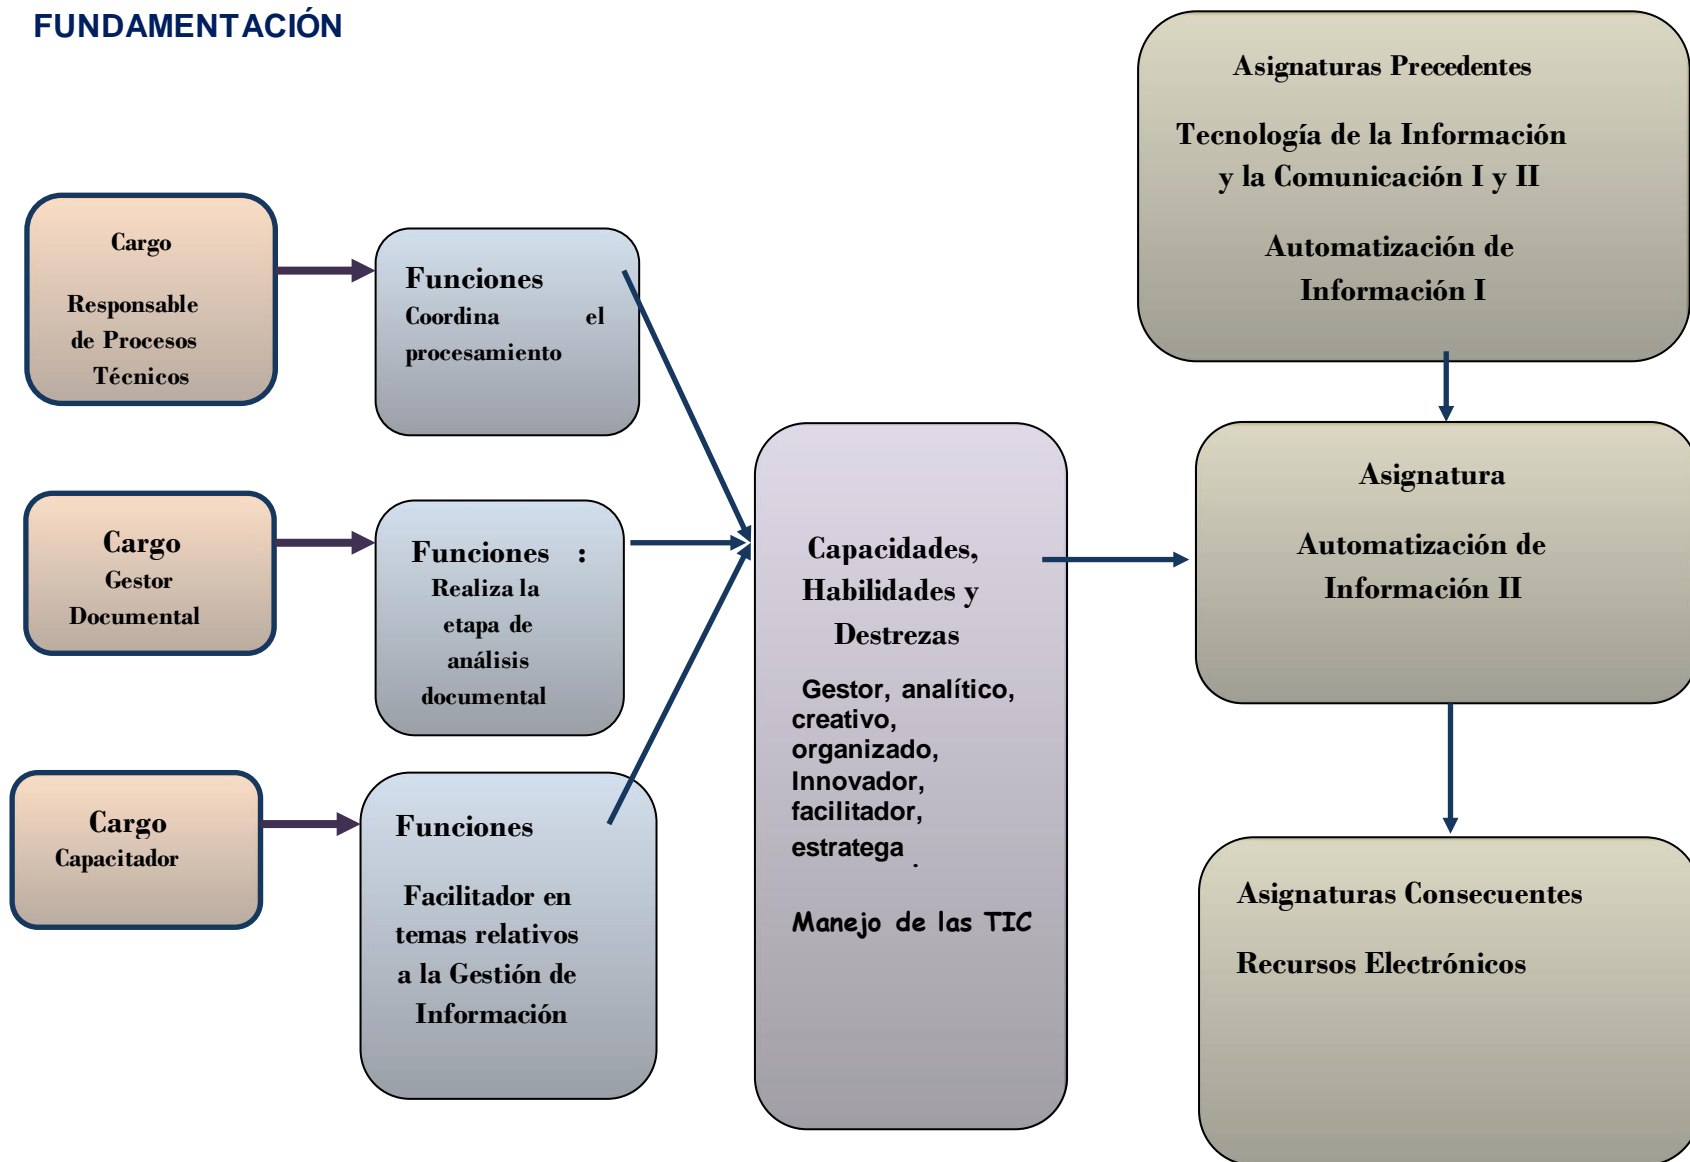 FUNDAMENTACIÓN
Cargo
Responsable
de Procesos
Técnicos
Funciones
Coordina el
procesamiento
Cargo
Gestor
Documental
Funciones :
Realiza la
etapa de
análisis
documental
Cargo
Capacitador
Funciones
Facilitador en
temas relativos
a la Gestión de
Información
Capacidades,
Habilidades y
Destrezas
Gestor, analítico,
creativo,
organizado,
Innovador,
facilitador,
estratega .
Manejo de las TIC
Asignaturas Precedentes
Tecnología de la Información
y la Comunicación I y II
Automatización de
Información I
Asignatura
Automatización de
Información II
Asignaturas Consecuentes
Recursos Electrónicos